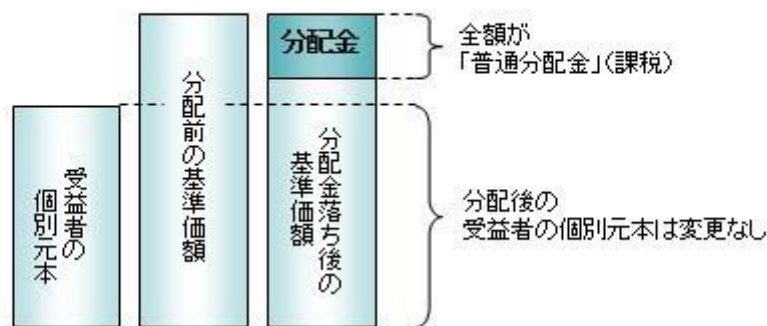 受益者の
個別元本
分配前の基準価額
分配金
分配金落ち後の
基準価額
全額が
「普通分配金」(課税)
分配後の
受益者の個別元本は変更なし